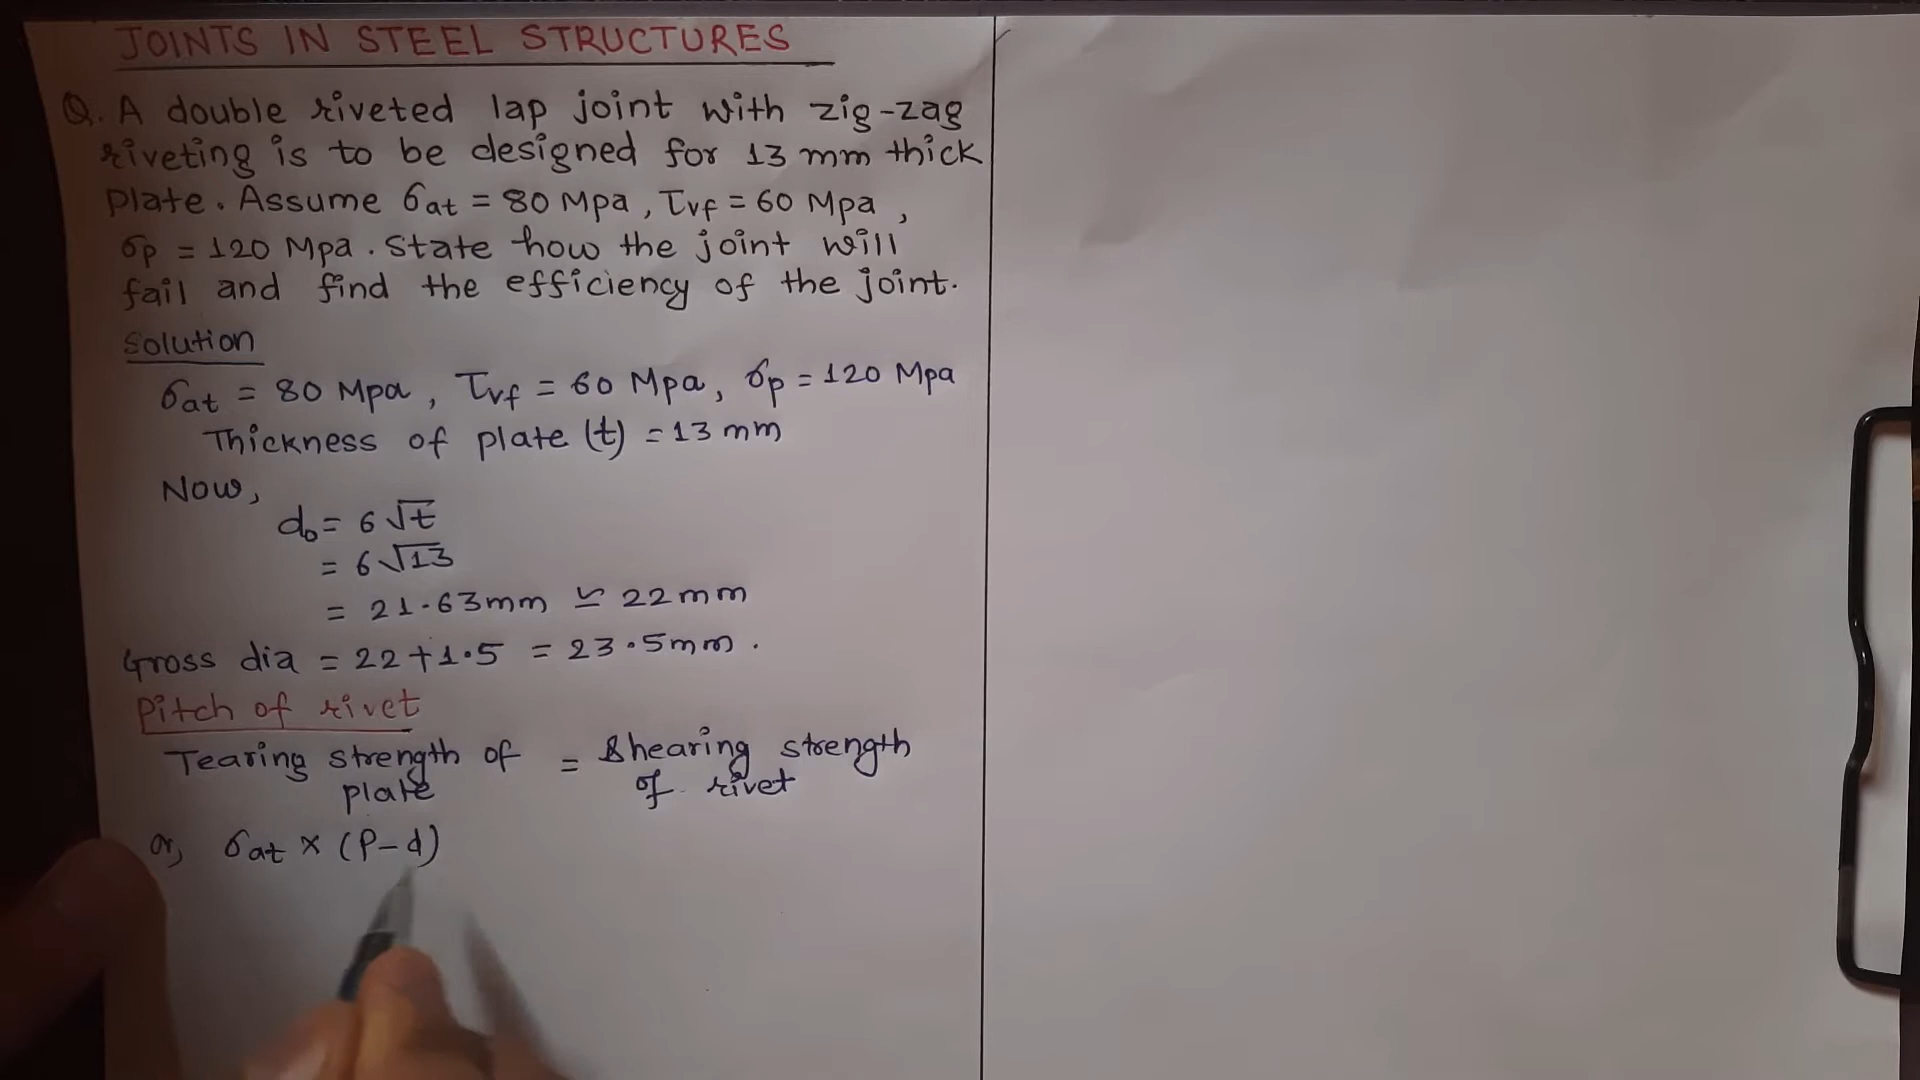 JOINTS IN STEEL STRUCTURES
Q. A double riveted lap joint with zig-zag
riveting is to be designed for 13 mm thick
plate. Assume σat = 80 Mpa, τvf = 60 Mpa,
σp = 120 Mpa. State how the joint will
fail and find the efficiency of the joint.
Solution
σat = 80 Mpa, τvf = 60 Mpa, σp = 120 Mpa
Thickness of plate (t) = 13 mm
Now,
do = 6 √t
= 6 √13
= 21.63mm ≃ 22 mm
Gross dia = 22+1.5 = 23.5mm.
Pitch of rivet
Tearing strength of plate = Shearing strength of rivet
or, σat × (P-d)